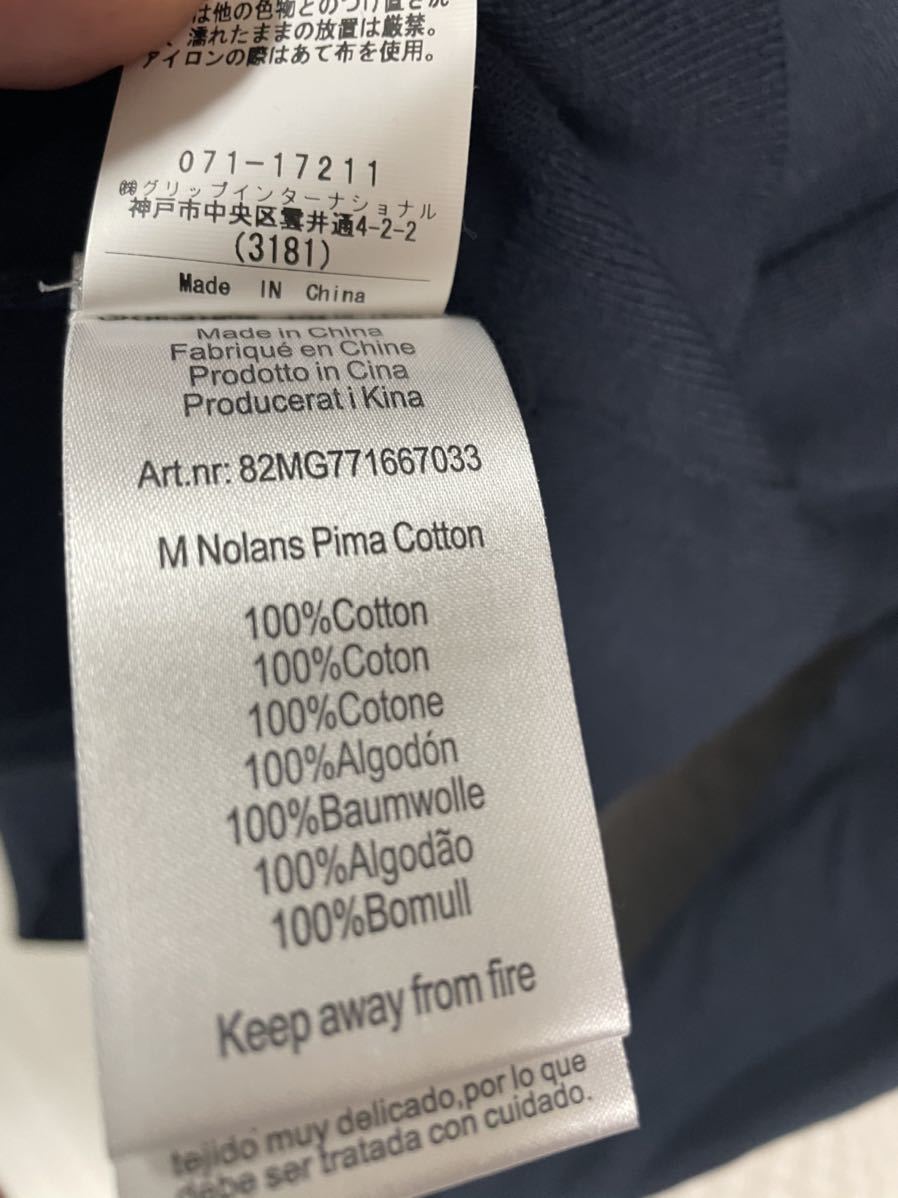 は他の色物とのつけ置き洗
、濡れたままの放置は厳禁。
アイロンの際はあて布を使用。
071-17211
㈱グリップインターナショナル
神戸市中央区雲井通4-2-2
(3181)
Made IN China
Made in China
Fabriqué en Chine
Prodotto in Cina
Producerat i Kina
Art.nr: 82MG771667033
M Nolans Pima Cotton
100%Cotton
100%Coton
100%Cotone
100%Algodón
100%Baumwolle
100%Algodão
100%Bomull
Keep away from fire
tejido muy delicado,por lo que
debe ser tratada con cuidado.